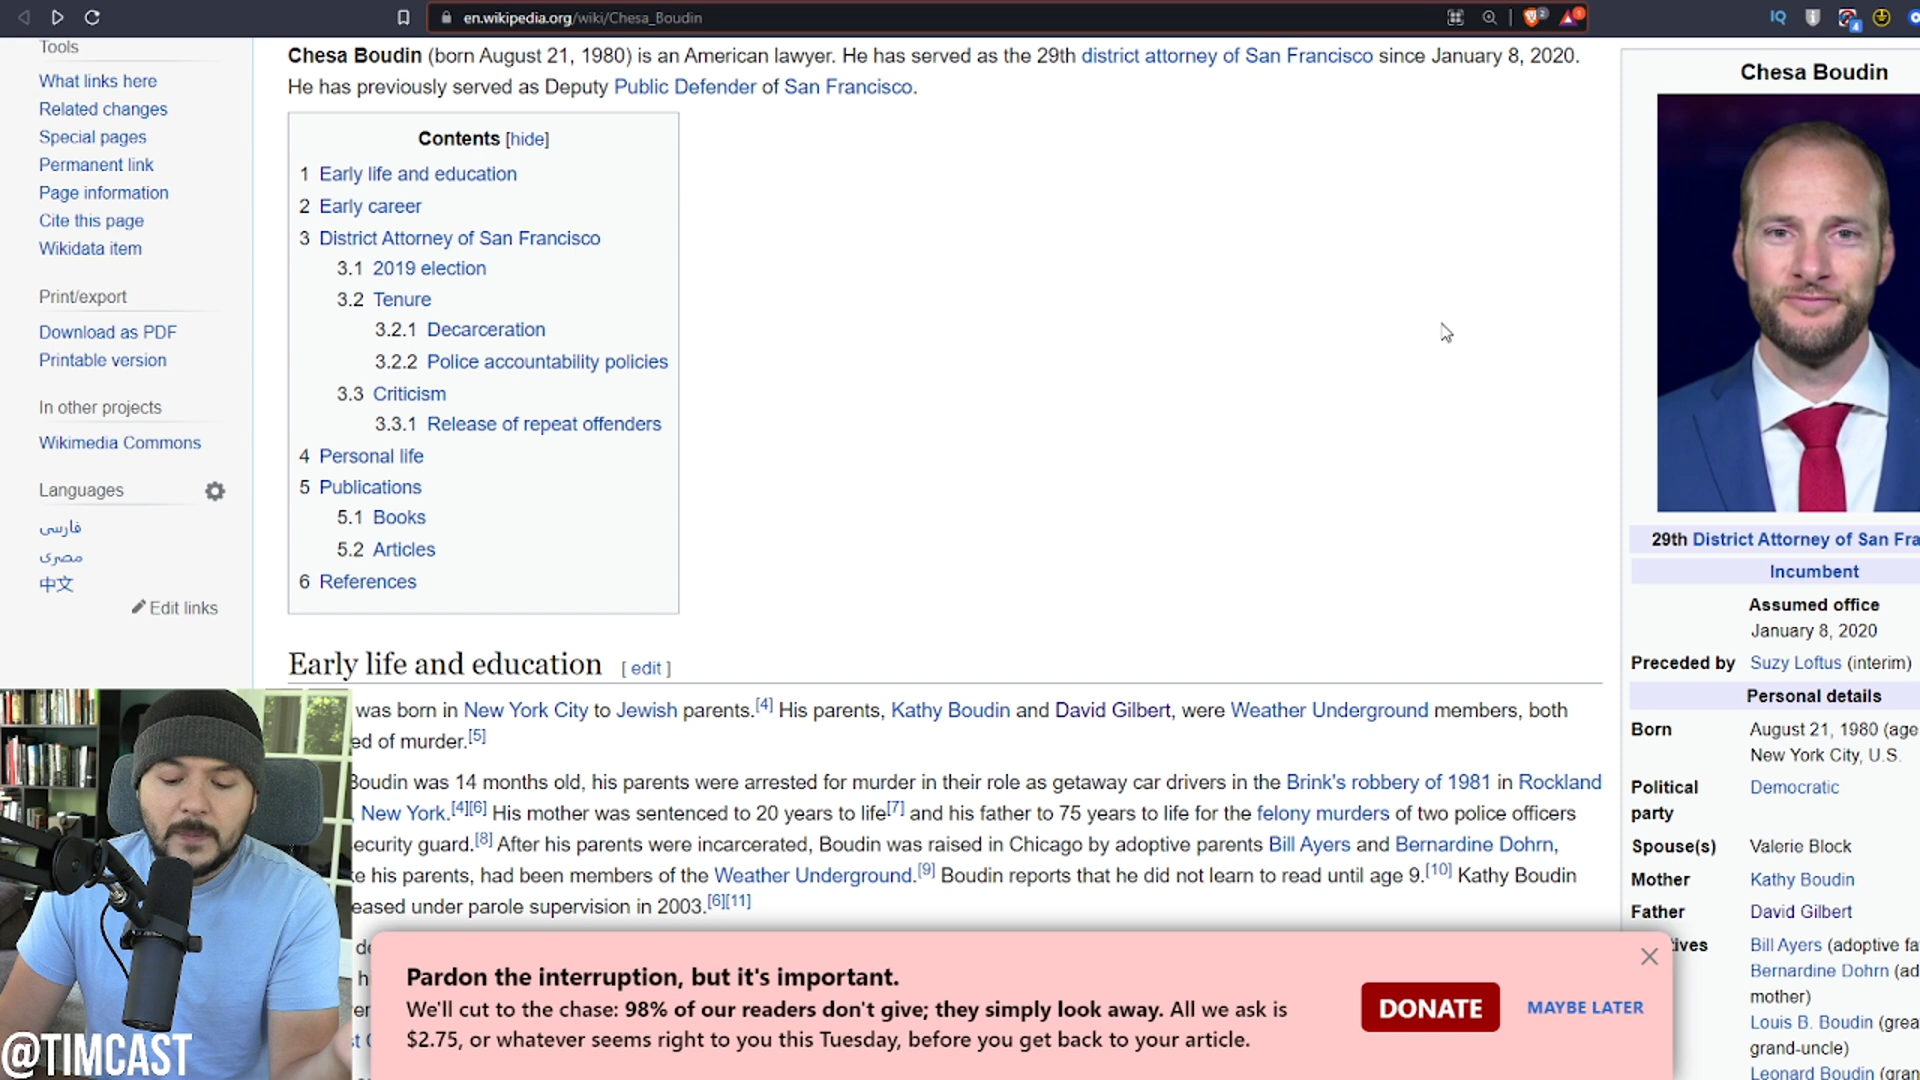 en.wikipedia.org/wiki/Chesa_Boudin
IQ
2
1
4
Tools
What links here
Related changes
Special pages
Permanent link
Page information
Cite this page
Wikidata item
Print/export
Download as PDF
Printable version
In other projects
Wikimedia Commons
Languages
فارسی
مصرى
中文
Edit links
Chesa Boudin (born August 21, 1980) is an American lawyer. He has served as the 29th district attorney of San Francisco since January 8, 2020.
He has previously served as Deputy Public Defender of San Francisco.
Contents [hide]
1 Early life and education
2 Early career
3 District Attorney of San Francisco
3.1 2019 election
3.2 Tenure
3.2.1 Decarceration
3.2.2 Police accountability policies
3.3 Criticism
3.3.1 Release of repeat offenders
4 Personal life
5 Publications
5.1 Books
5.2 Articles
6 References
Early life and education [ edit ]
was born in New York City to Jewish parents.[4] His parents, Kathy Boudin and David Gilbert, were Weather Underground members, both
ed of murder.[5]
Boudin was 14 months old, his parents were arrested for murder in their role as getaway car drivers in the Brink's robbery of 1981 in Rockland
, New York.[4][6] His mother was sentenced to 20 years to life[7] and his father to 75 years to life for the felony murders of two police officers
ecurity guard.[8] After his parents were incarcerated, Boudin was raised in Chicago by adoptive parents Bill Ayers and Bernardine Dohrn,
e his parents, had been members of the Weather Underground.[9] Boudin reports that he did not learn to read until age 9.[10] Kathy Boudin
eased under parole supervision in 2003.[6][11]
Chesa Boudin
29th District Attorney of San Fra
Incumbent
Assumed office
January 8, 2020
Preceded by Suzy Loftus (interim)
Personal details
Born August 21, 1980 (age
New York City, U.S.
Political party Democratic
Spouse(s) Valerie Block
Mother Kathy Boudin
Father David Gilbert
tives Bill Ayers (adoptive fa
Bernardine Dohrn (ad
mother)
Louis B. Boudin (grea
grand-uncle)
Leonard Boudin (gran
Pardon the interruption, but it's important.
We'll cut to the chase: 98% of our readers don't give; they simply look away. All we ask is
$2.75, or whatever seems right to you this Tuesday, before you get back to your article.
DONATE
MAYBE LATER
@TIMCAST